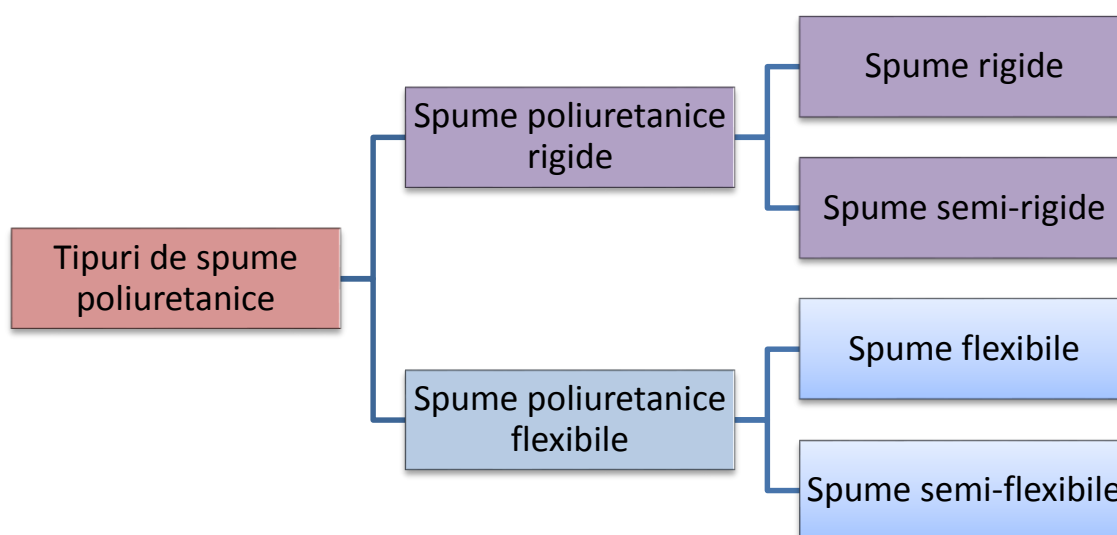 Tipuri de spume
poliuretanice
Spume poliuretanice
rigide
Spume rigide
Spume semi-rigide
Spume poliuretanice
flexibile
Spume flexibile
Spume semi-flexibile